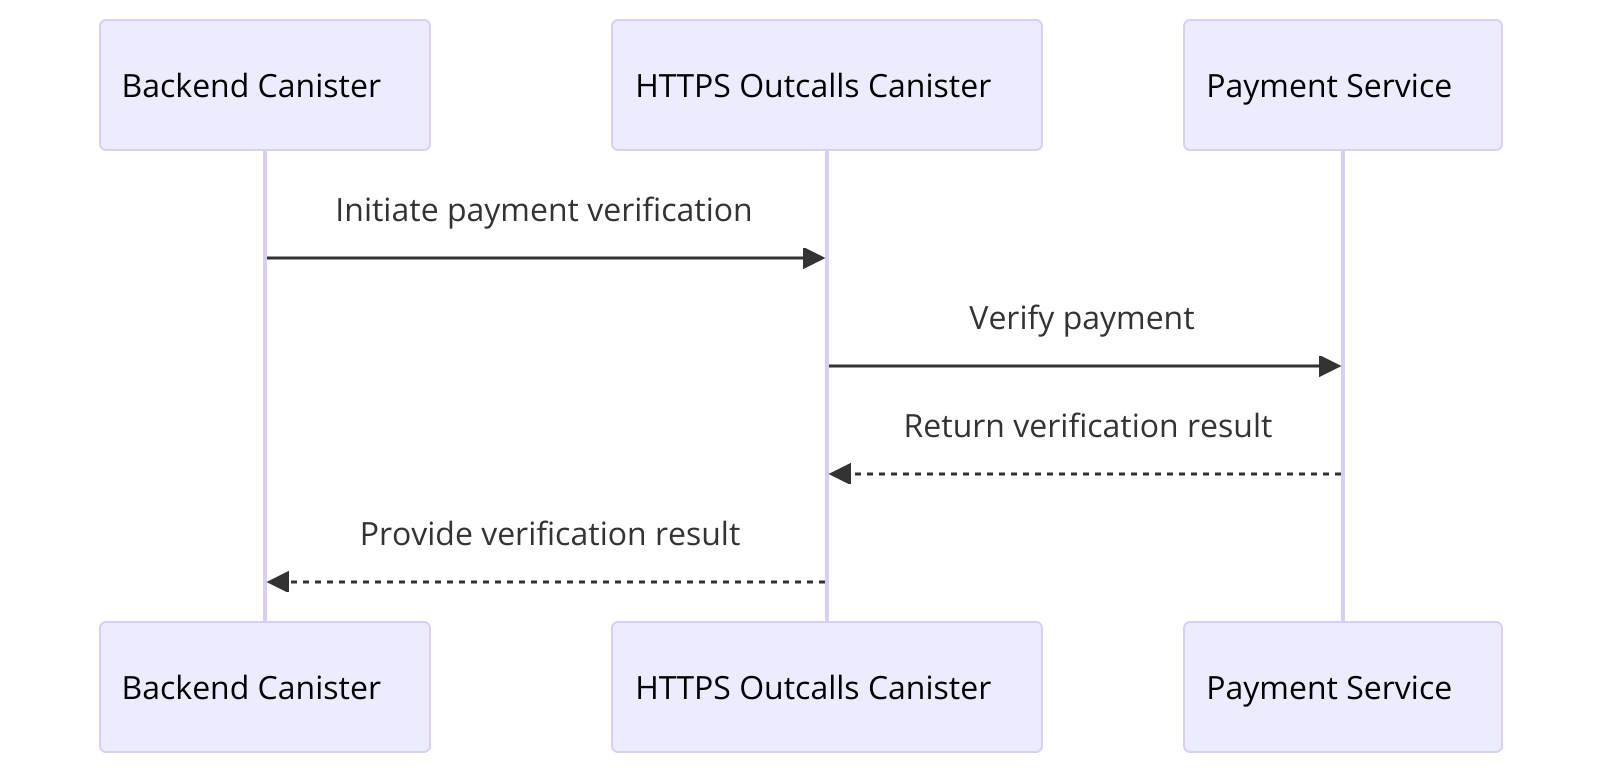 Backend Canister
HTTPS Outcalls Canister
Payment Service
Initiate payment verification
Verify payment
Return verification result
Provide verification result
Backend Canister
HTTPS Outcalls Canister
Payment Service